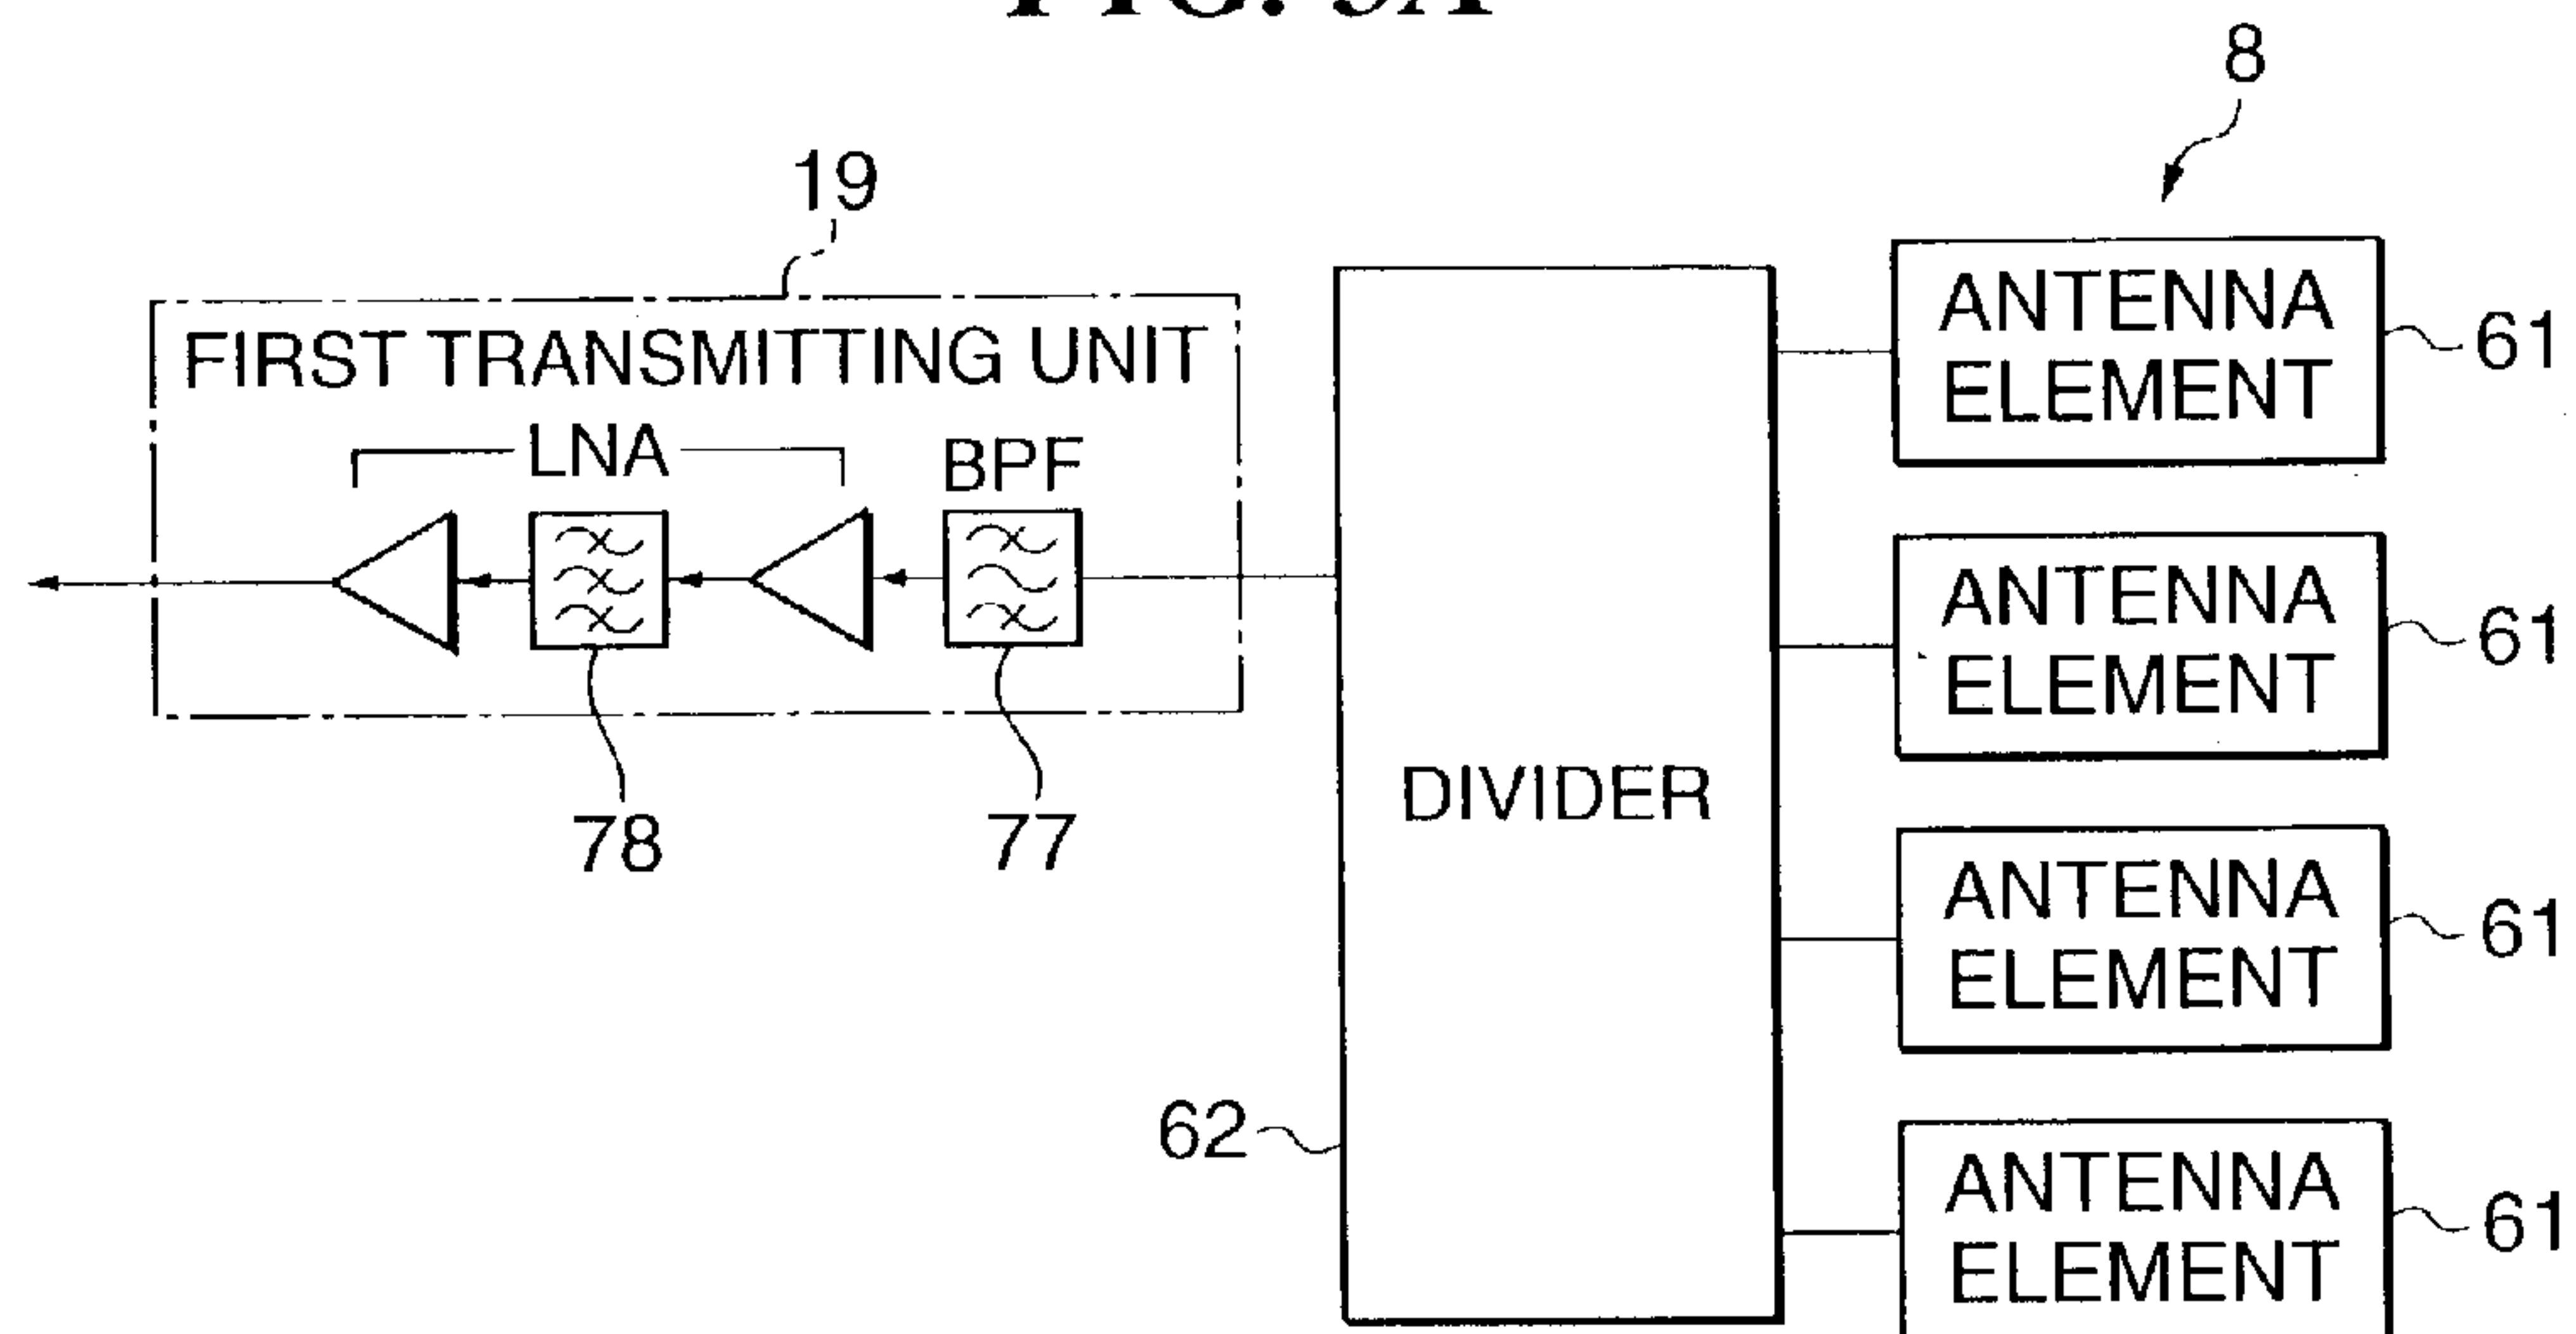 8
19
FIRST TRANSMITTING UNIT
LNA
BPF
78
77
DIVIDER
62
ANTENNA
ELEMENT
61
ANTENNA
ELEMENT
61
ANTENNA
ELEMENT
61
ANTENNA
ELEMENT
61